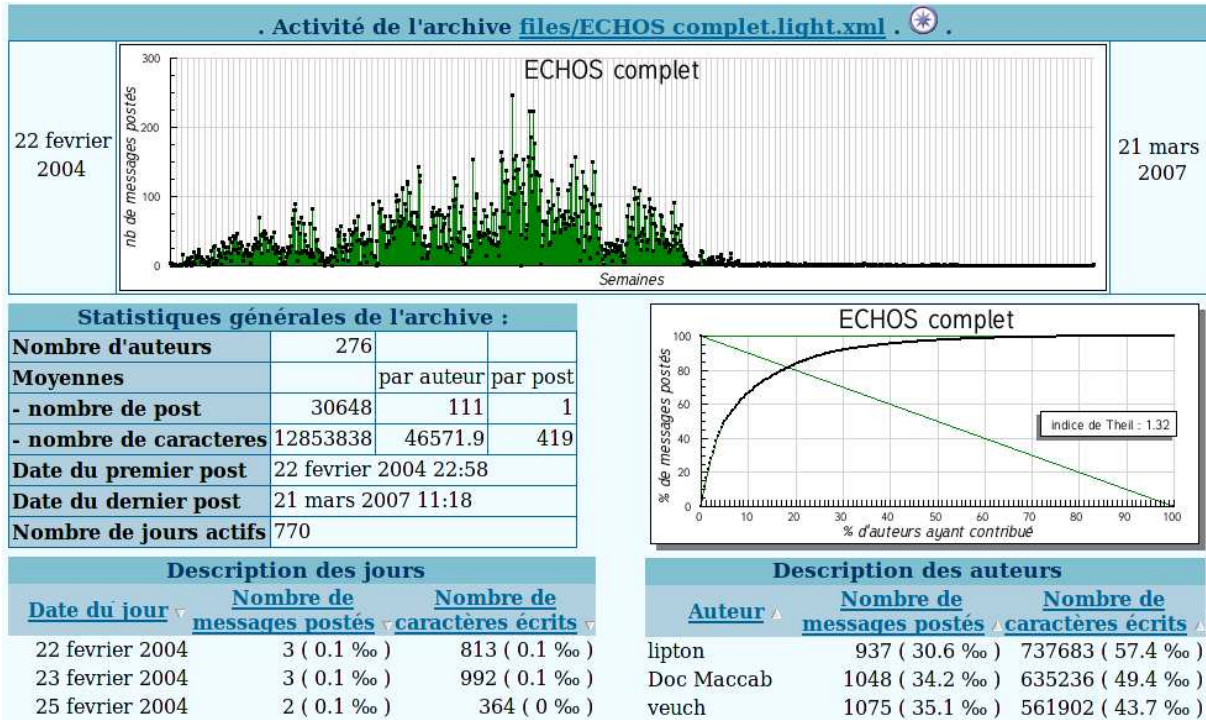 . Activité de l'archive files/ECHOS complet.light.xml . .
22 fevrier 2004
ECHOS complet
nb de messages postés
300
200
100
0
Semaines
21 mars 2007
Statistiques générales de l'archive :
Nombre d'auteurs 276
Moyennes par auteur par post
- nombre de post 30648 111 1
- nombre de caracteres 12853838 46571.9 419
Date du premier post 22 fevrier 2004 22:58
Date du dernier post 21 mars 2007 11:18
Nombre de jours actifs 770
ECHOS complet
% de messages postés
100
80
60
40
20
0
indice de Theil : 1.32
0 10 20 30 40 50 60 70 80 90 100
% d'auteurs ayant contribué
Description des jours
Date du jour Nombre de messages postés Nombre de caractères écrits
22 fevrier 2004 3 ( 0.1 ‰ ) 813 ( 0.1 ‰ )
23 fevrier 2004 3 ( 0.1 ‰ ) 992 ( 0.1 ‰ )
25 fevrier 2004 2 ( 0.1 ‰ ) 364 ( 0 ‰ )
Description des auteurs
Auteur Nombre de messages postés Nombre de caractères écrits
lipton 937 ( 30.6 ‰ ) 737683 ( 57.4 ‰ )
Doc Maccab 1048 ( 34.2 ‰ ) 635236 ( 49.4 ‰ )
veuch 1075 ( 35.1 ‰ ) 561902 ( 43.7 ‰ )